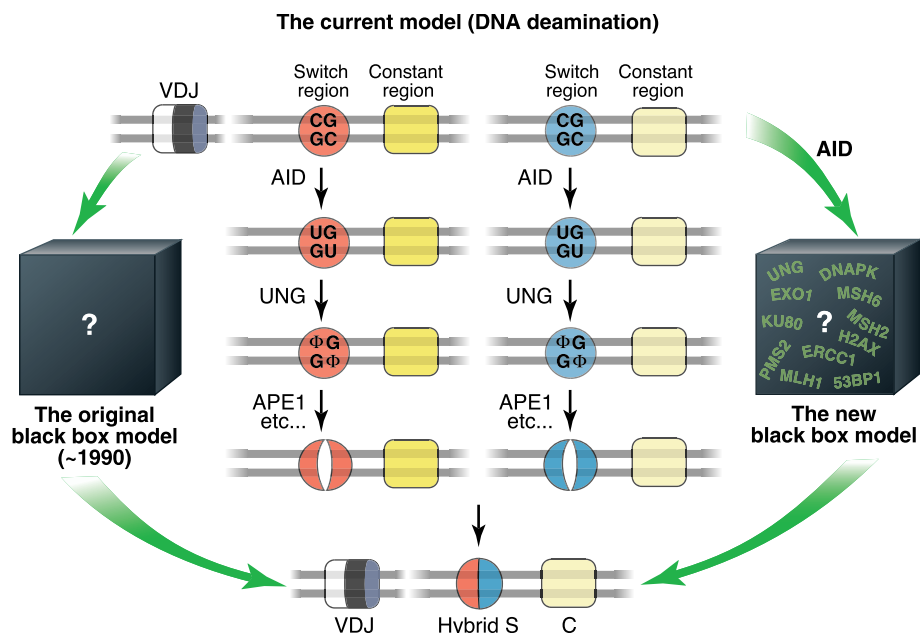 The current model (DNA deamination)
VDJ
Switch
region
Constant
region
Switch
region
Constant
region
CG
GC
CG
GC
AID
AID
AID
UG
GU
UG
GU
UNG
UNG
ΦG
GΦ
ΦG
GΦ
APE1
etc...
APE1
etc...
?
The original
black box model
(~1990)
UNG
DNAPK
EXO1
MSH6
KU80
?
MSH2
H2AX
PMS2
ERCC1
MLH1
53BP1
The new
black box model
VDJ
Hybrid S
C